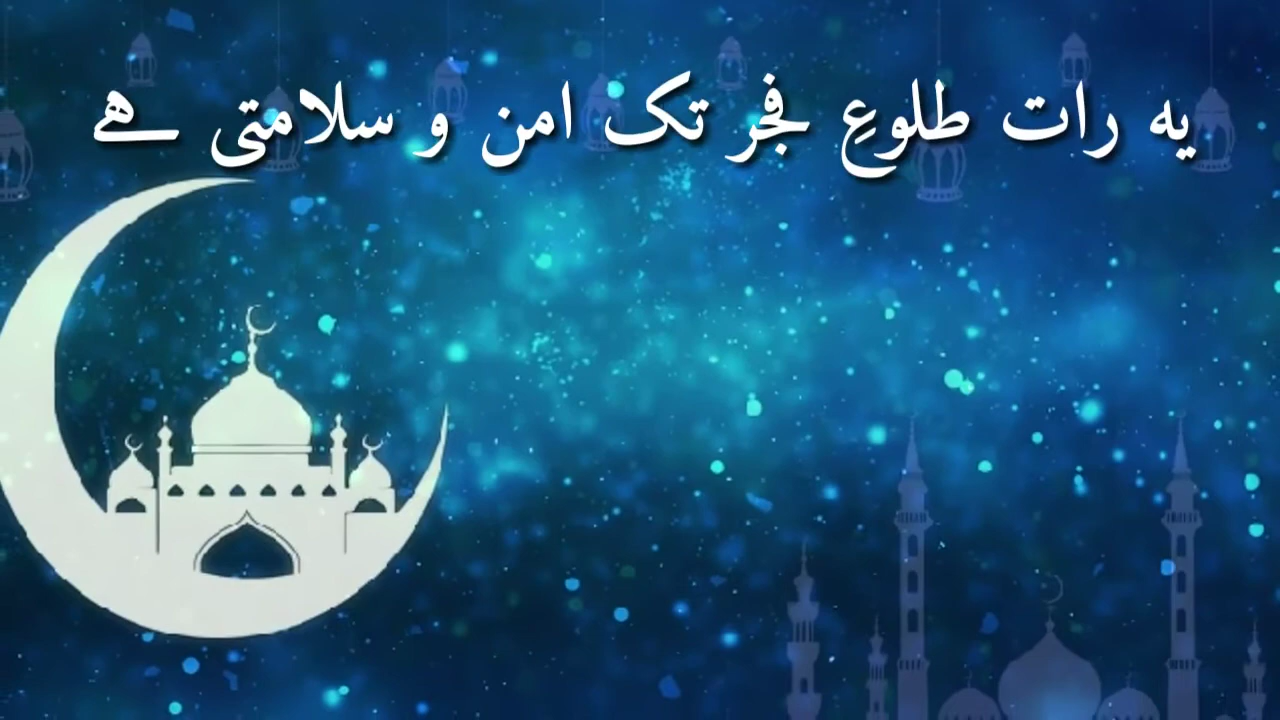 یہ رات طلوعِ فجر تک امن و سلامتی ہے